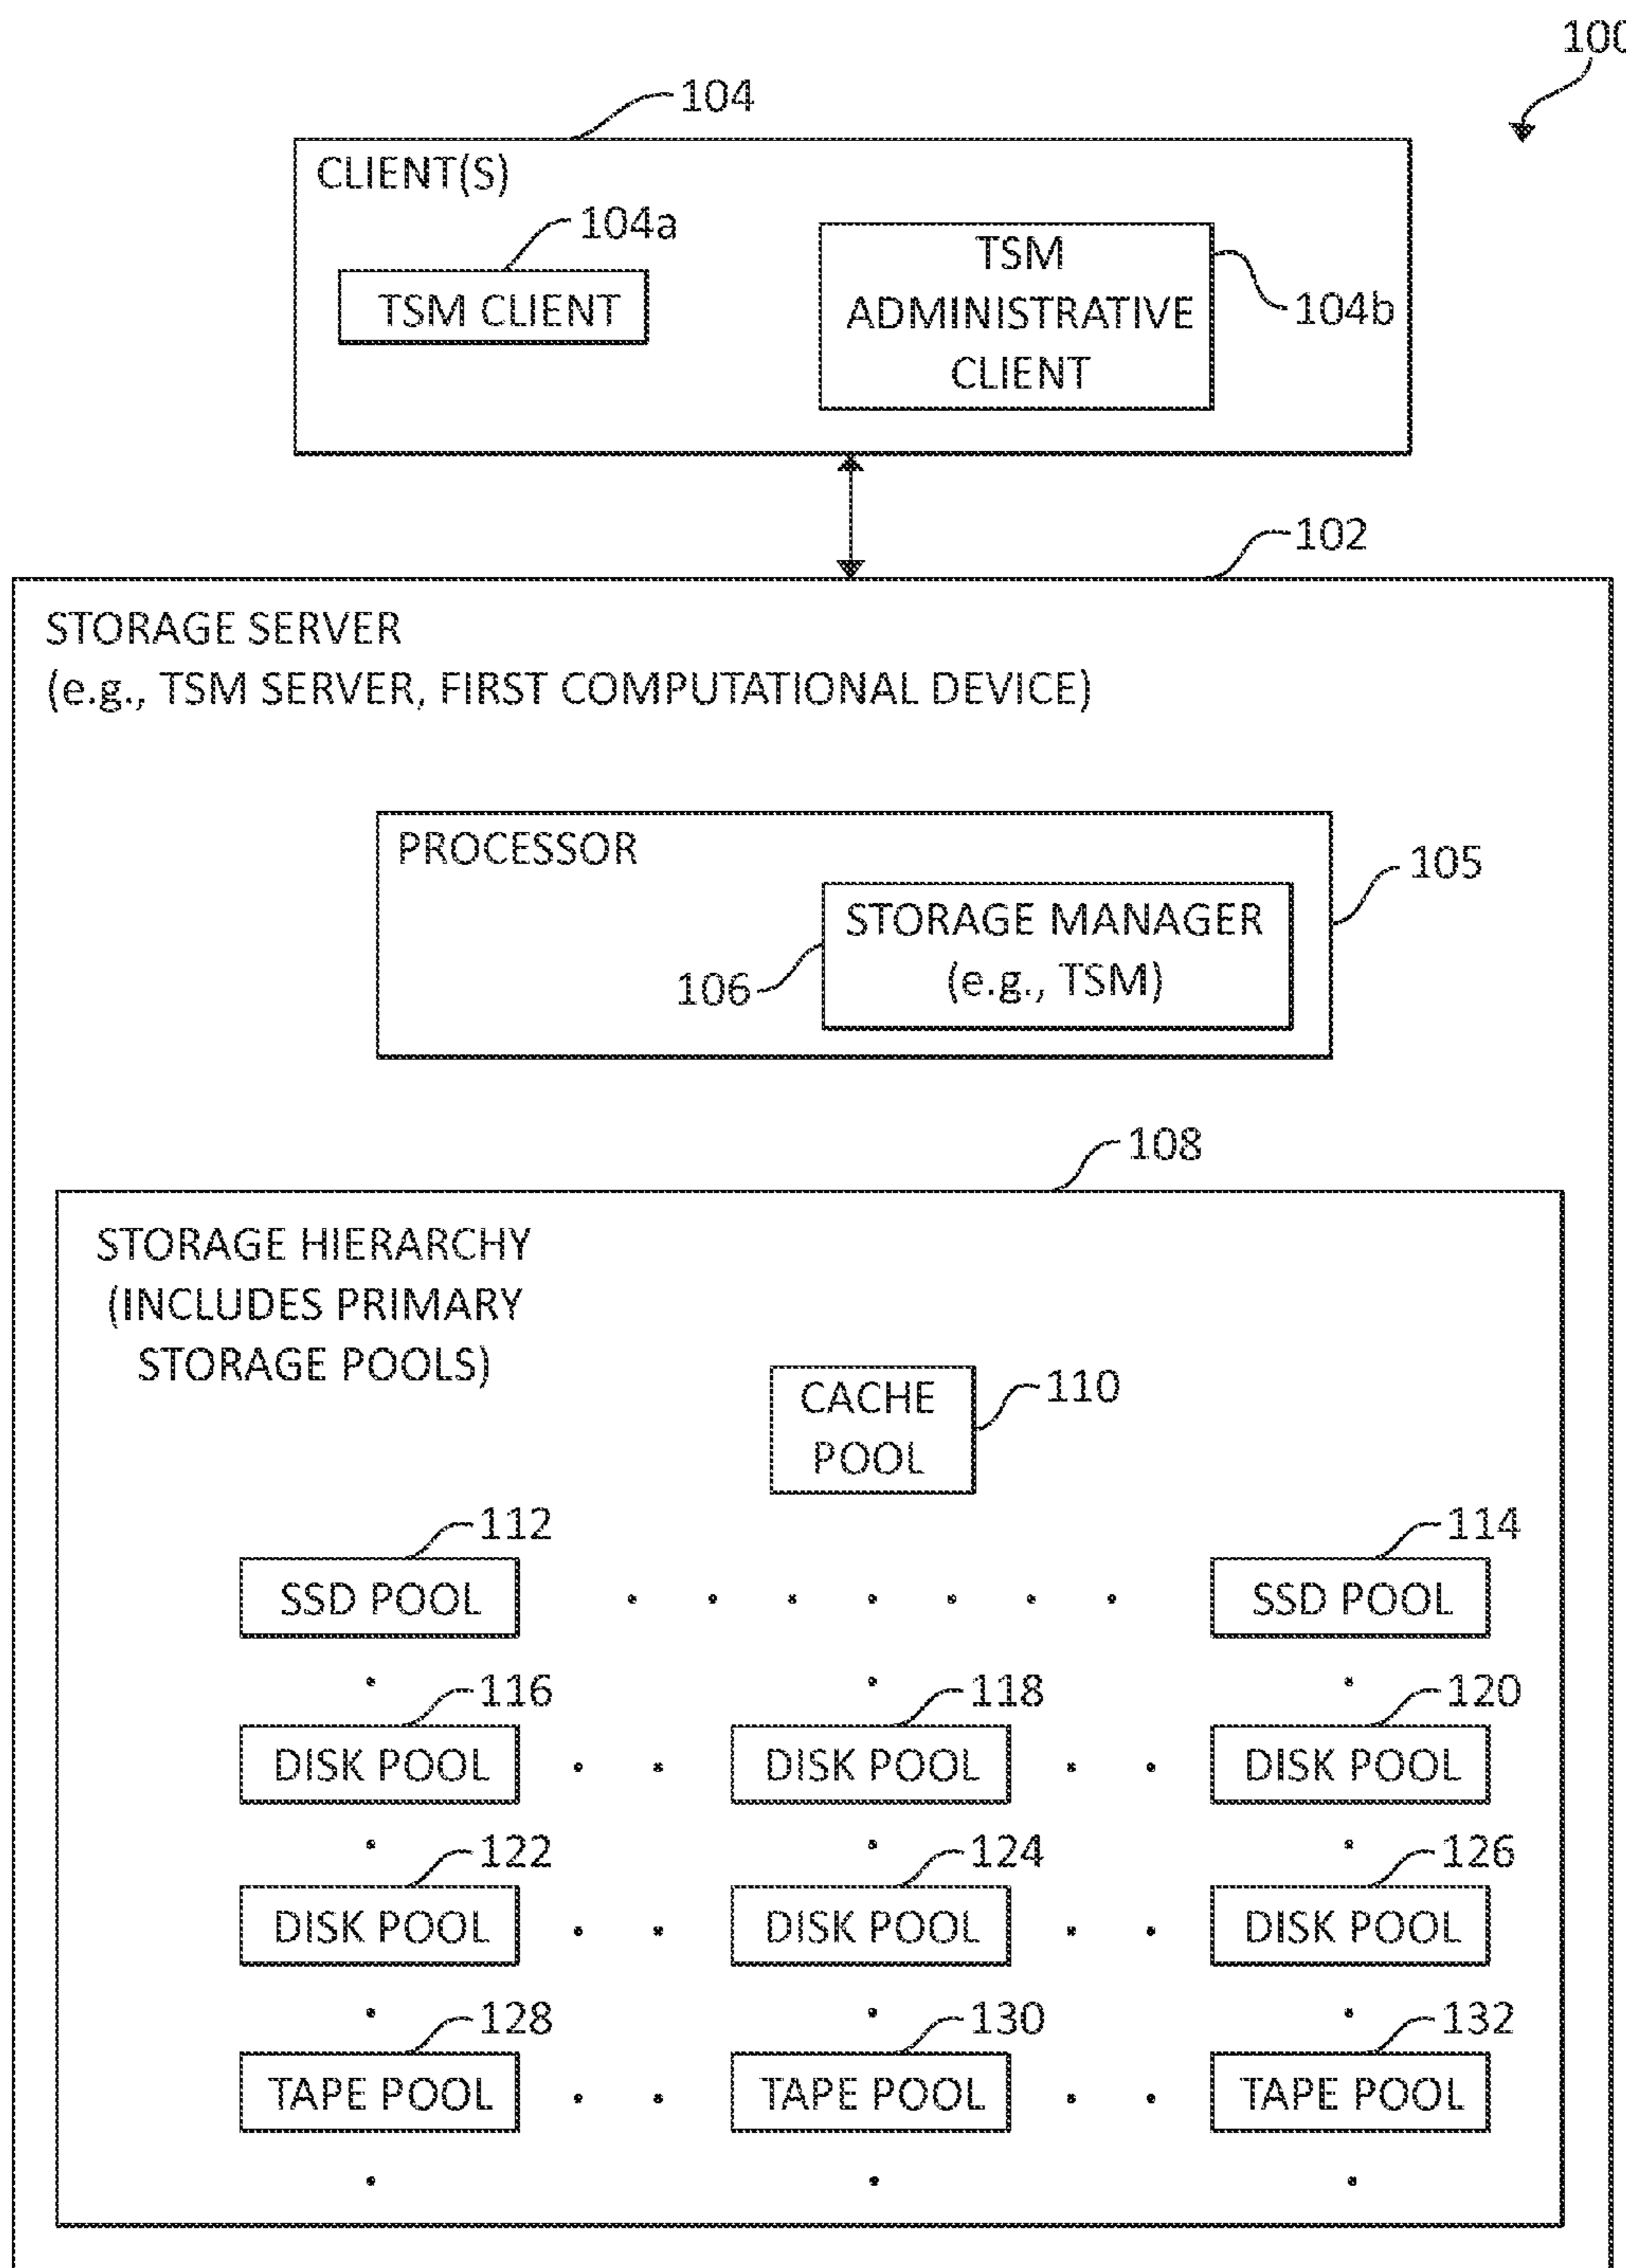 100
104
CLIENT(S)
104a
TSM CLIENT
TSM
ADMINISTRATIVE
CLIENT
104b
102
STORAGE SERVER
(e.g., TSM SERVER, FIRST COMPUTATIONAL DEVICE)
PROCESSOR
105
STORAGE MANAGER
(e.g., TSM)
106
108
STORAGE HIERARCHY
(INCLUDES PRIMARY
STORAGE POOLS)
CACHE
POOL
110
112
114
SSD POOL
SSD POOL
116
118
120
DISK POOL
DISK POOL
DISK POOL
122
124
126
DISK POOL
DISK POOL
DISK POOL
128
130
132
TAPE POOL
TAPE POOL
TAPE POOL